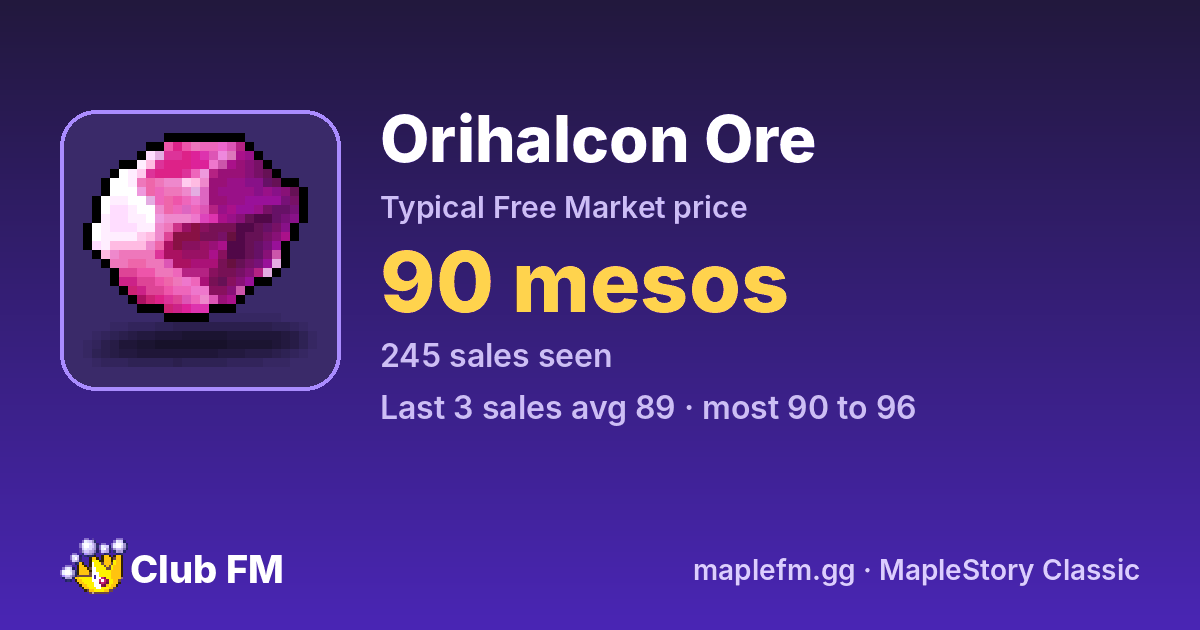 Orihalcon Ore
Typical Free Market price
90 mesos
245 sales seen
Last 3 sales avg 89 · most 90 to 96
Club FM
maplefm.gg · MapleStory Classic